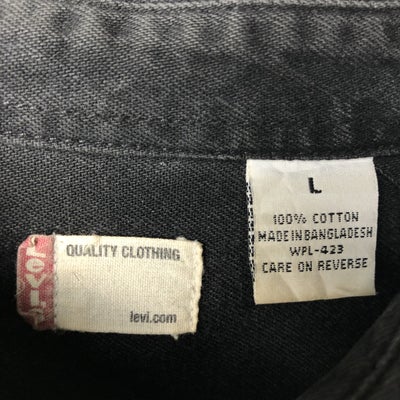 QUALITY CLOTHING
levi.com
LEVI'S
L
100% COTTON
MADE IN BANGLADESH
WPL-423
CARE ON REVERSE